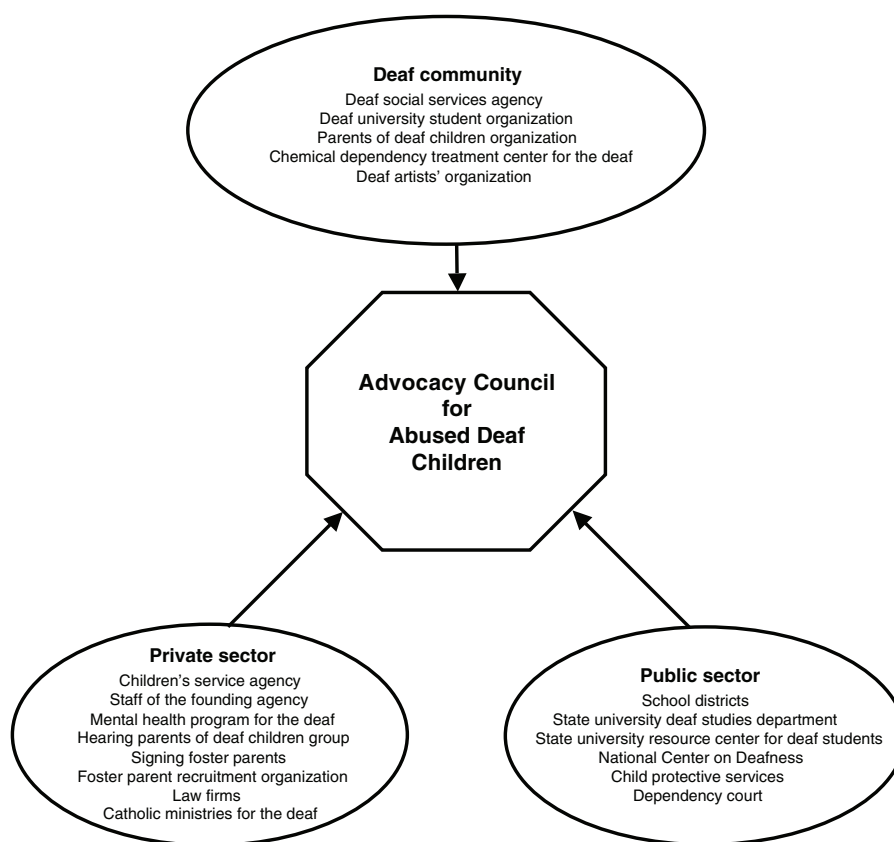 Deaf community
Deaf social services agency
Deaf university student organization
Parents of deaf children organization
Chemical dependency treatment center for the deaf
Deaf artists' organization
Advocacy Council
for
Abused Deaf
Children
Private sector
Children's service agency
Staff of the founding agency
Mental health program for the deaf
Hearing parents of deaf children group
Signing foster parents
Foster parent recruitment organization
Law firms
Catholic ministries for the deaf
Public sector
School districts
State university deaf studies department
State university resource center for deaf students
National Center on Deafness
Child protective services
Dependency court